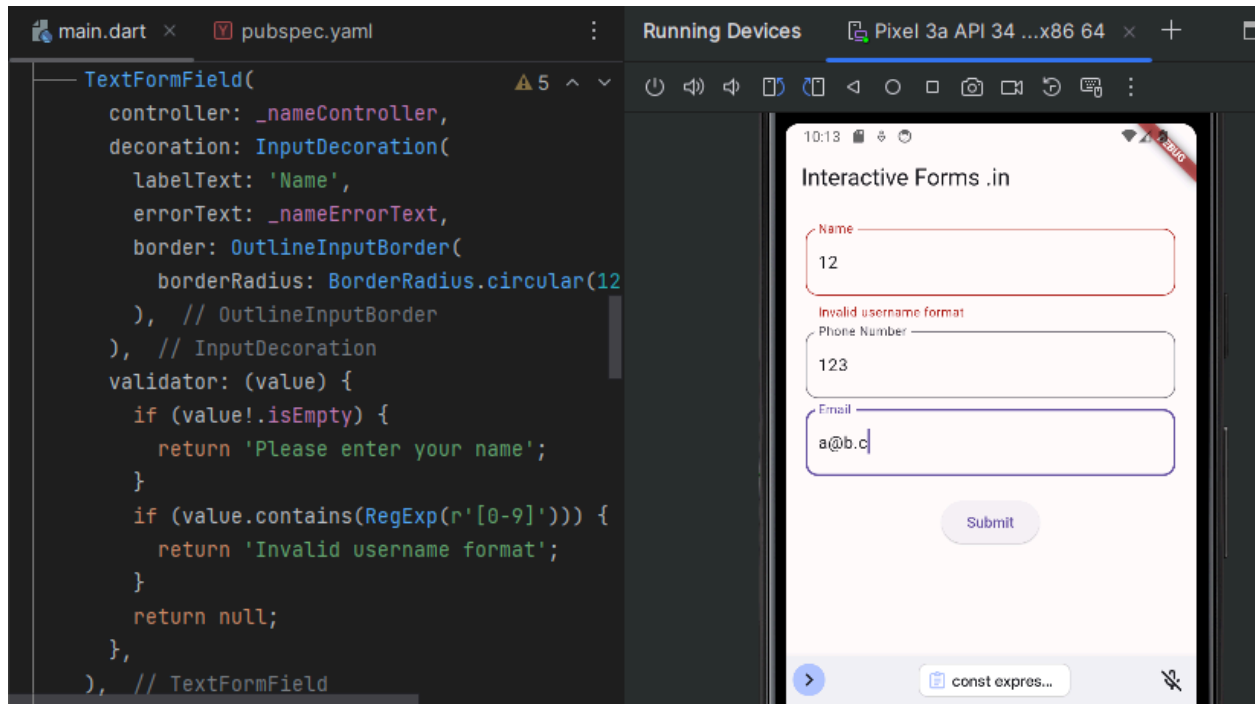 main.dart
pubspec.yaml
TextFormField(
5
controller: _nameController,
decoration: InputDecoration(
labelText: 'Name',
errorText: _nameErrorText,
border: OutlineInputBorder(
borderRadius: BorderRadius.circular(12
), // OutlineInputBorder
), // InputDecoration
validator: (value) {
if (value!.isEmpty) {
return 'Please enter your name';
}
if (value.contains(RegExp(r'[0-9]'))) {
return 'Invalid username format';
}
return null;
},
), // TextFormField
Running Devices
Pixel 3a API 34 ...x86 64
10:13
DEBUG
Interactive Forms .in
Name
12
Invalid username format
Phone Number
123
Email
a@b.c
Submit
const expres...